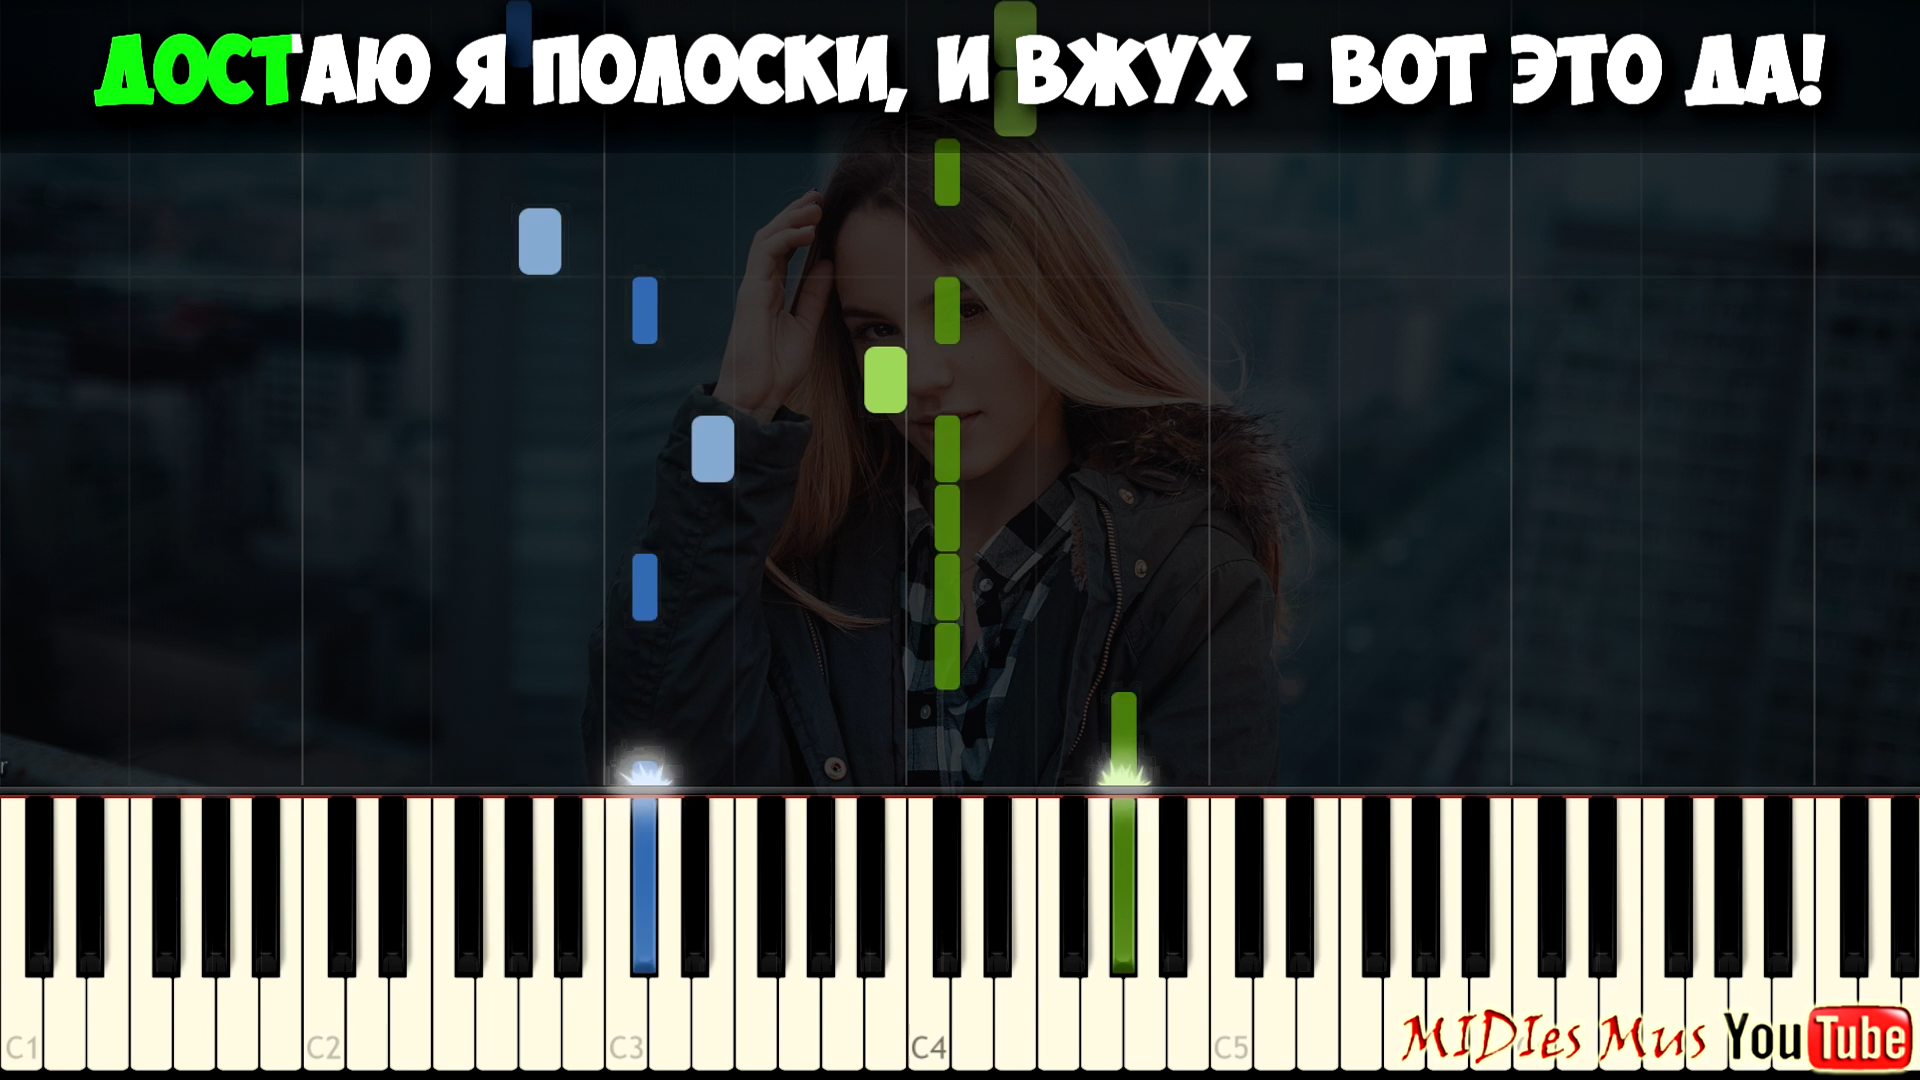 ДОСТАЮ Я ПОЛОСКИ, И ВЖУХ - ВОТ ЭТО ДА!
C1 C2 C3 C4 C5
MIDIes Mus YouTube